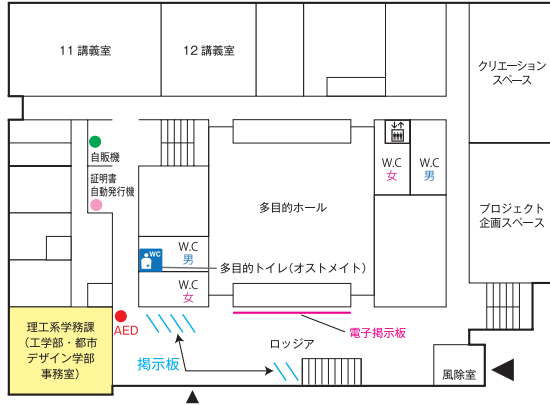 11 講義室
12 講義室
クリエーション
スペース
自販機
証明書
自動発行機
W.C
女
W.C
男
多目的ホール
プロジェクト
企画スペース
W.C
男
WC
多目的トイレ(オストメイト)
W.C
女
理工系学務課
(工学部・都市
デザイン学部
事務室)
AED
電子掲示板
ロッジア
掲示板
風除室